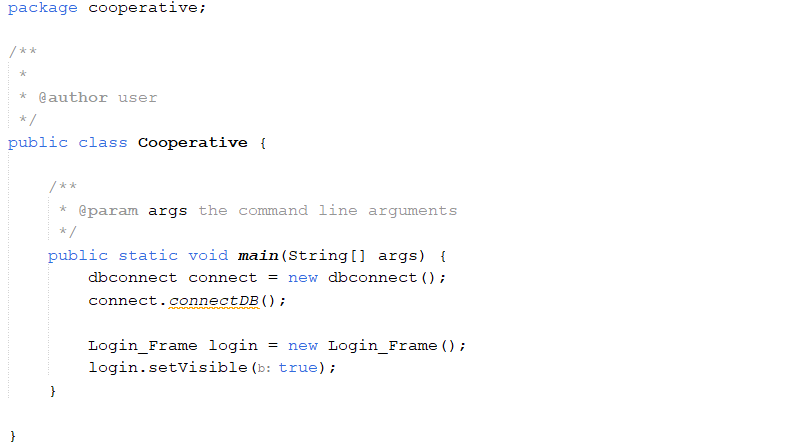 package cooperative;
/**
 *
 * @author user
 */
public class Cooperative {
    /**
     * @param args the command line arguments
     */
    public static void main(String[] args) {
        dbconnect connect = new dbconnect();
        connect.connectDB();
        Login_Frame login = new Login_Frame();
        login.setVisible(b: true);
    }
}